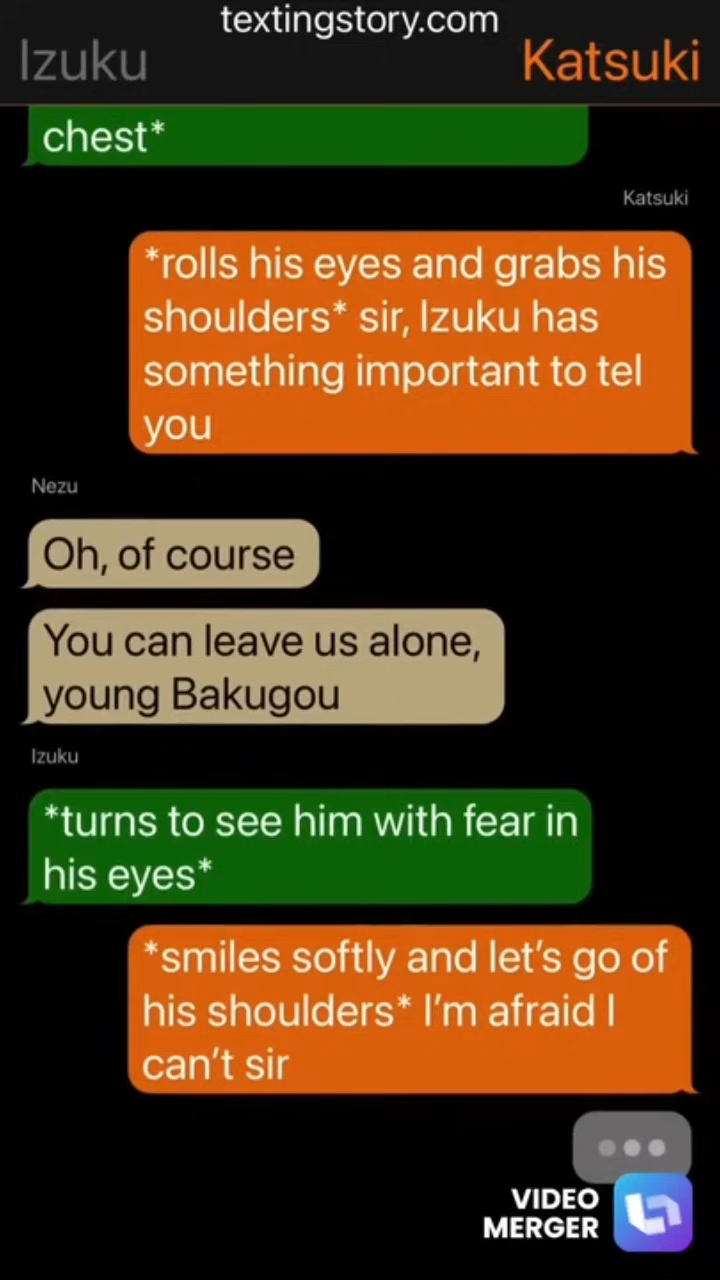 textingstory.com
Izuku
Katsuki
chest*
Katsuki
*rolls his eyes and grabs his
shoulders* sir, Izuku has
something important to tel
you
Nezu
Oh, of course
You can leave us alone,
young Bakugou
Izuku
*turns to see him with fear in
his eyes*
*smiles softly and let’s go of
his shoulders* I’m afraid I
can’t sir
VIDEO
MERGER